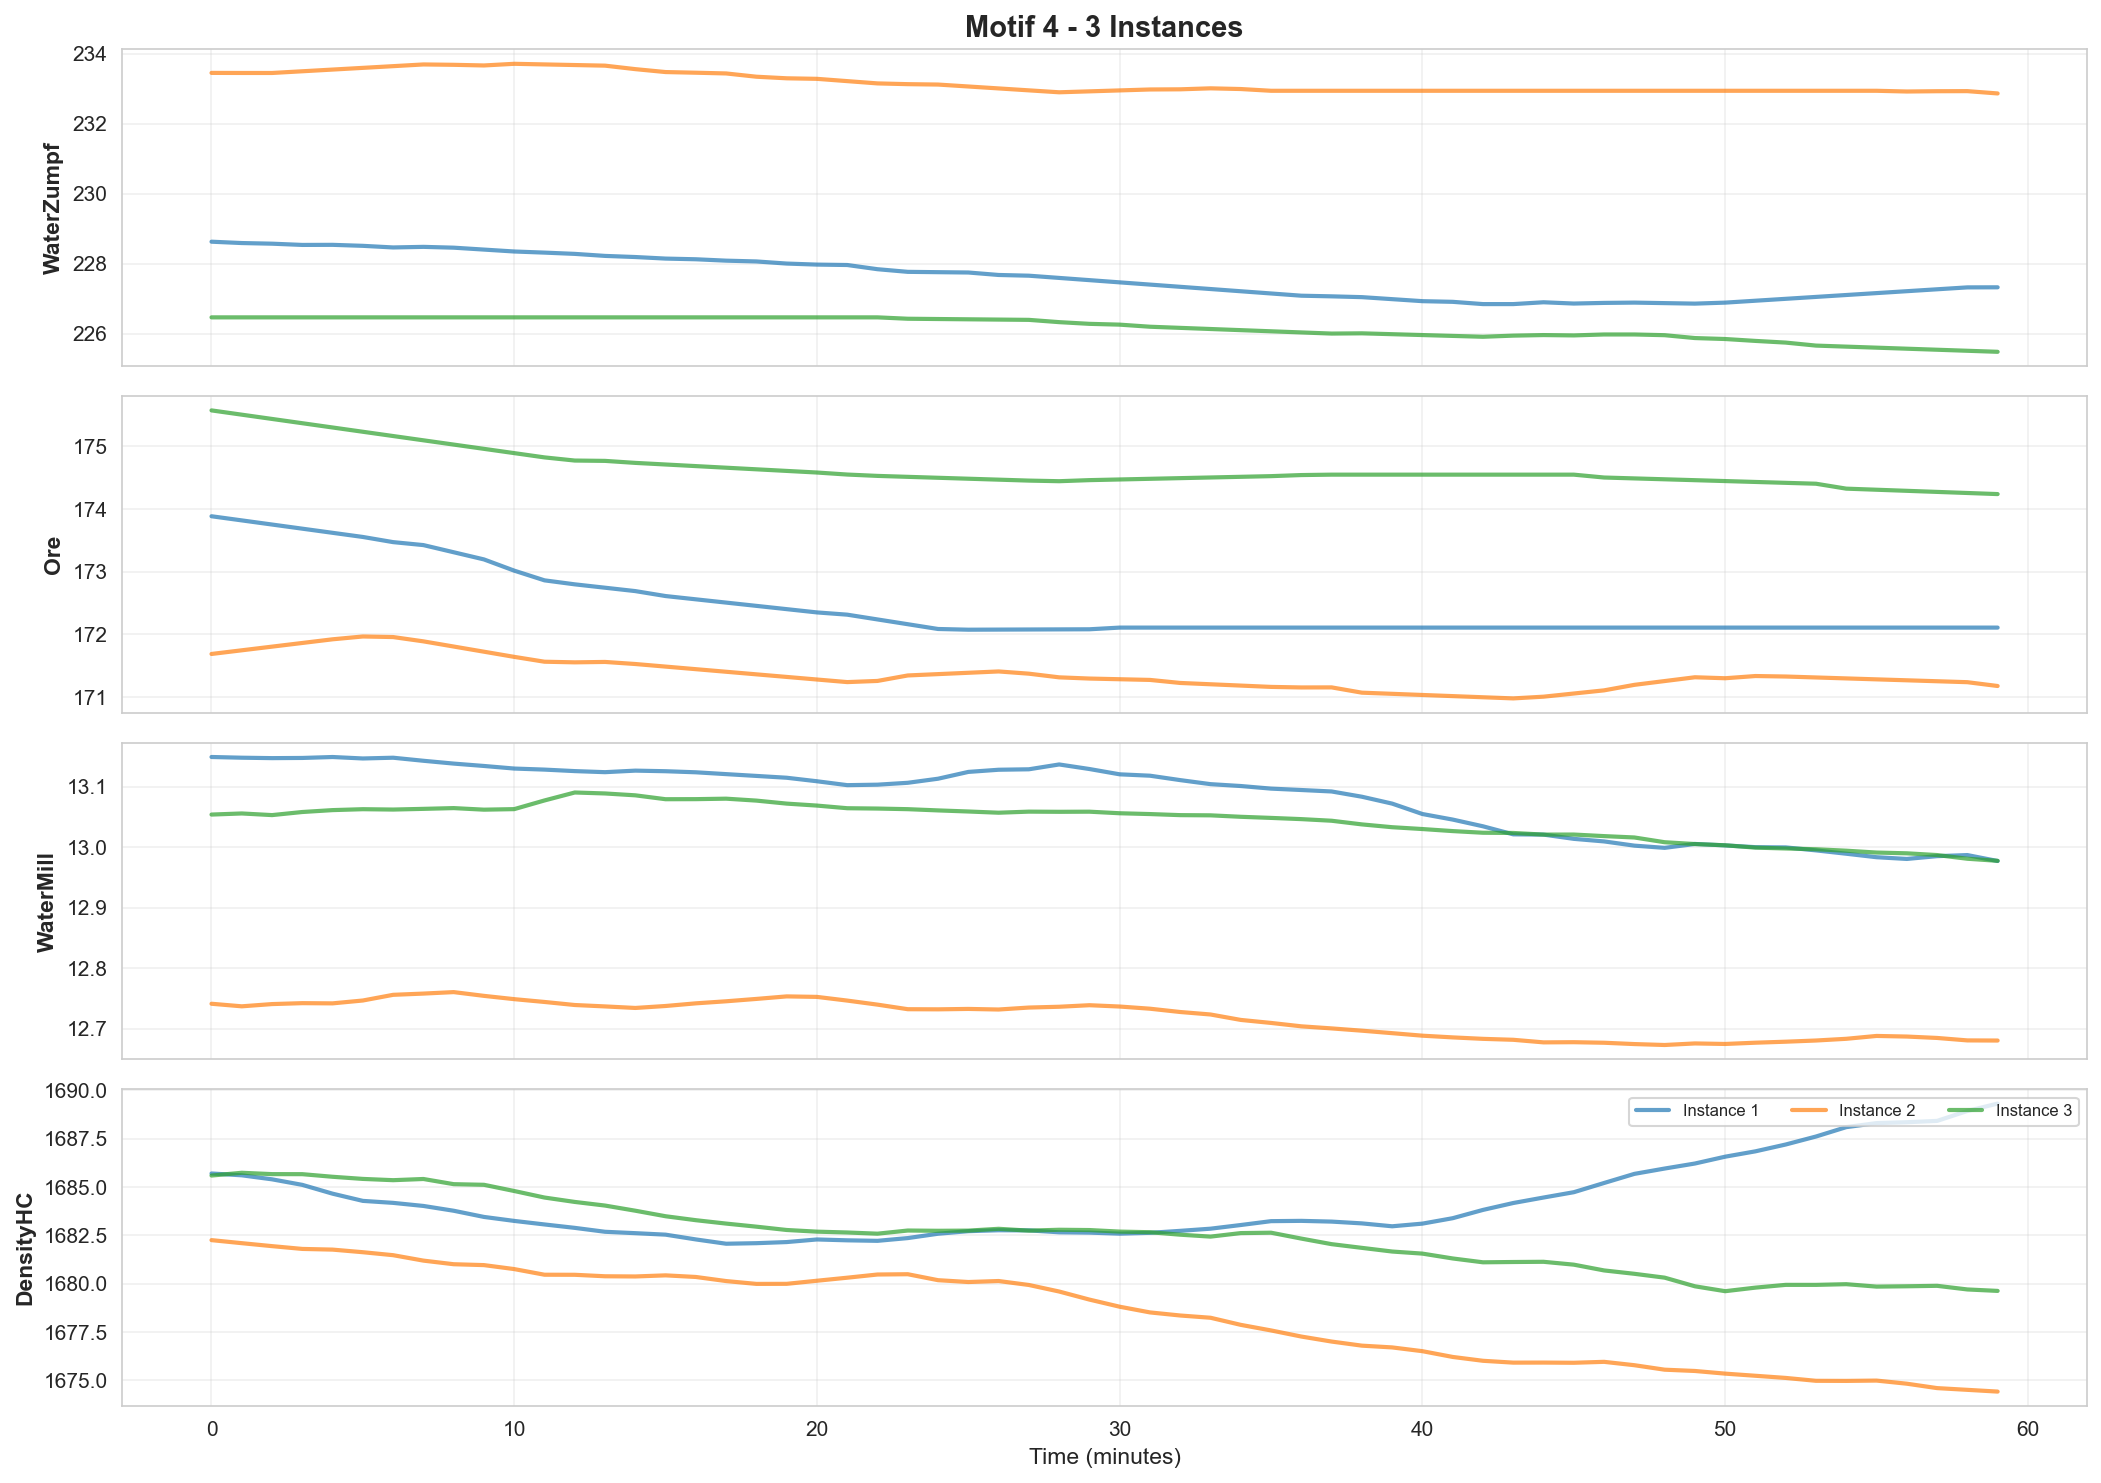 Motif 4 - 3 Instances
WaterZumpf
234
232
230
228
226
Ore
175
174
173
172
171
WaterMill
13.1
13.0
12.9
12.8
12.7
DensityHC
1690.0
1687.5
1685.0
1682.5
1680.0
1677.5
1675.0
Instance 1 Instance 2 Instance 3
0 10 20 30 40 50 60
Time (minutes)